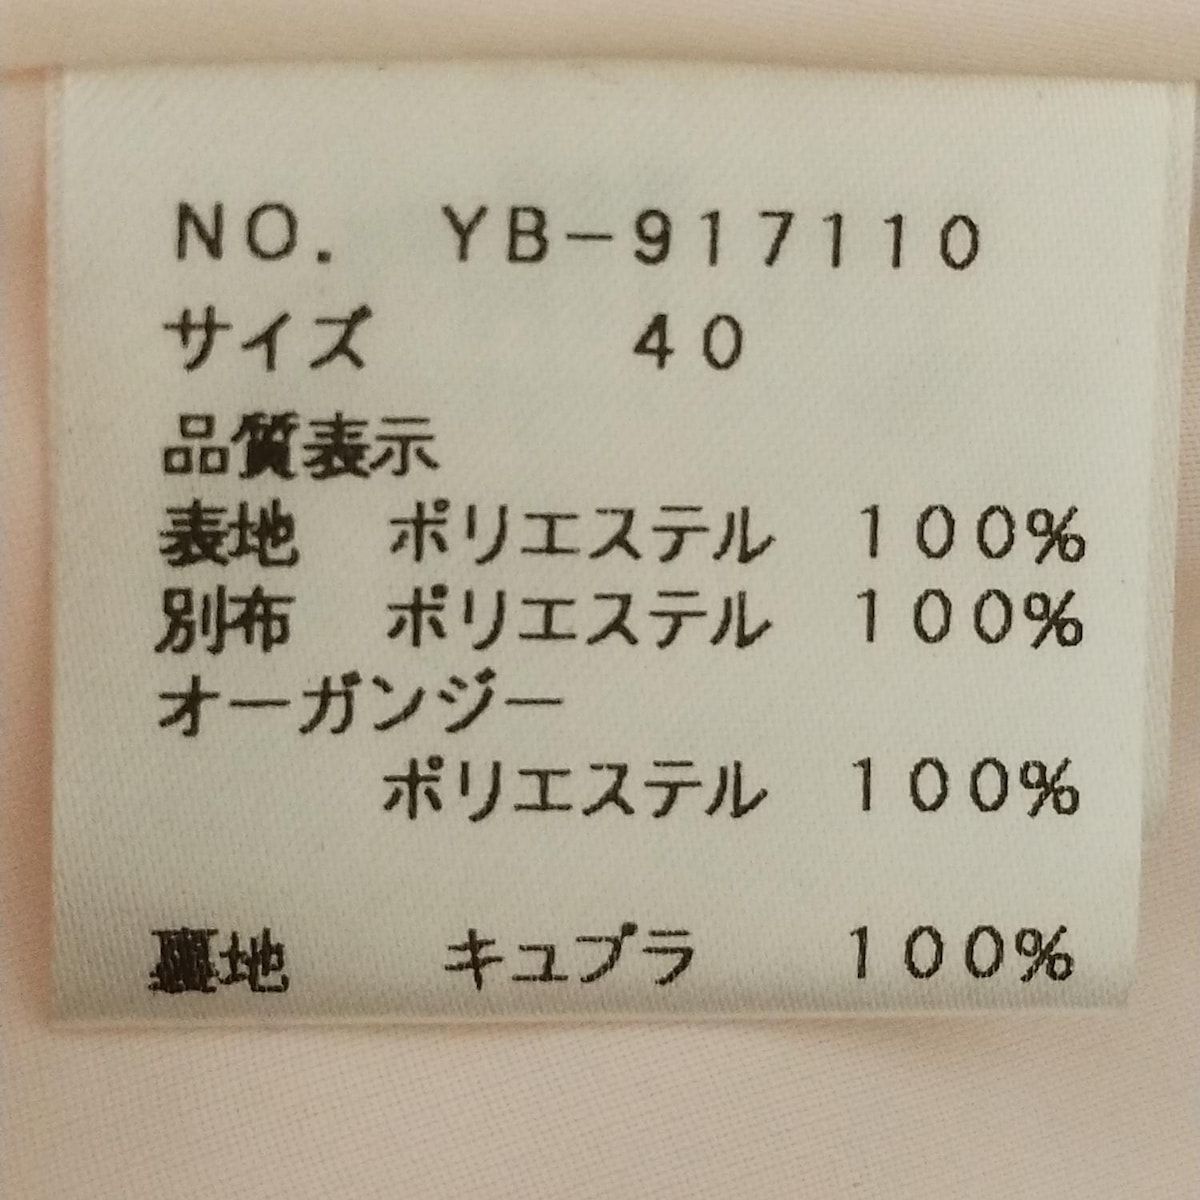 NO. YB-917110
サイズ 40
品質表示
表地 ポリエステル 100%
別布 ポリエステル 100%
オーガンジー
ポリエステル 100%
裏地 キュプラ 100%